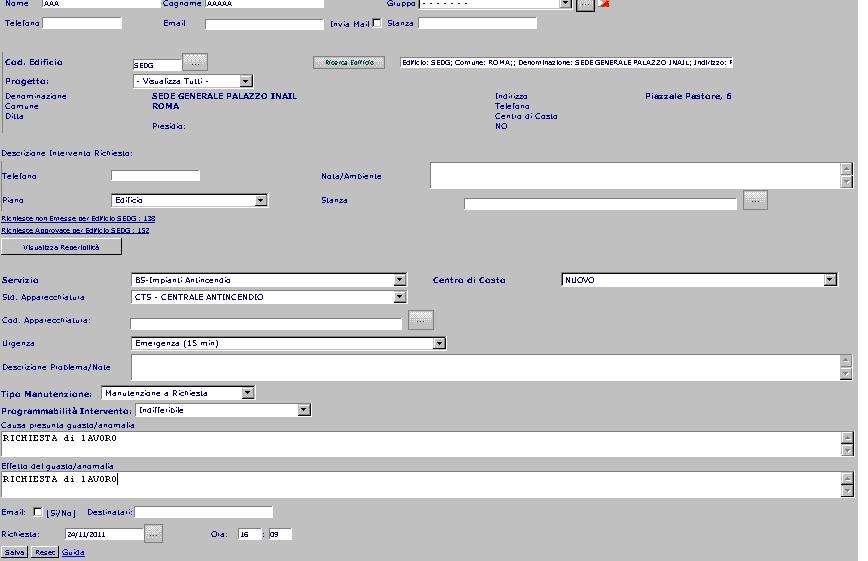 Nome AAA Cognome AAAAA Gruppo - - - - - - -
Telefono Email Invia Mail Stanza
Cod. Edificio SEDG ... Ricerca Edificio Edificio: SEDG; Comune: ROMA;; Denominazione: SEDE GENERALE PALAZZO INAIL; Indirizzo: F
Progetto: - Visualizza Tutti -
Denominazione SEDE GENERALE PALAZZO INAIL Indirizzo Piazzale Pastore, 6
Comune ROMA Telefono
Ditta Centro di Costo
Presidio: NO
Descrizione Intervento Richiesto:
Telefono Nota/Ambiente
Piano Edificio Stanza ...
Richieste non Emesse per Edificio SEDG : 138
Richieste Approvate per Edificio SEDG : 152
Visualizza Reperibilità
Servizio BS-Impianti Antincendio Centro di Costo NUOVO
Std. Apparecchiatura CTS - CENTRALE ANTINCENDIO
Cod. Apparecchiatura: ...
Urgenza Emergenza (15 min)
Descrizione Problema/Note
Tipo Manutenzione: Manutenzione a Richiesta
Programmabilità Intervento: Indifferibile
Causa presunta guasto/anomalia
RICHIESTA di lAVORO
Effetto del guasto/anomalia
RICHIESTA di lAVORO
Email: [Si/No] Destinatari:
Richiesta: 24/11/2011 ... Ora: 16 : 09
Salva Reset Guida